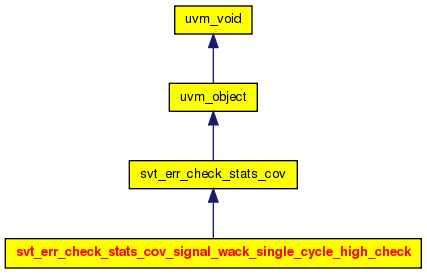 uvm_void
uvm_object
svt_err_check_stats_cov
svt_err_check_stats_cov_signal_wack_single_cycle_high_check